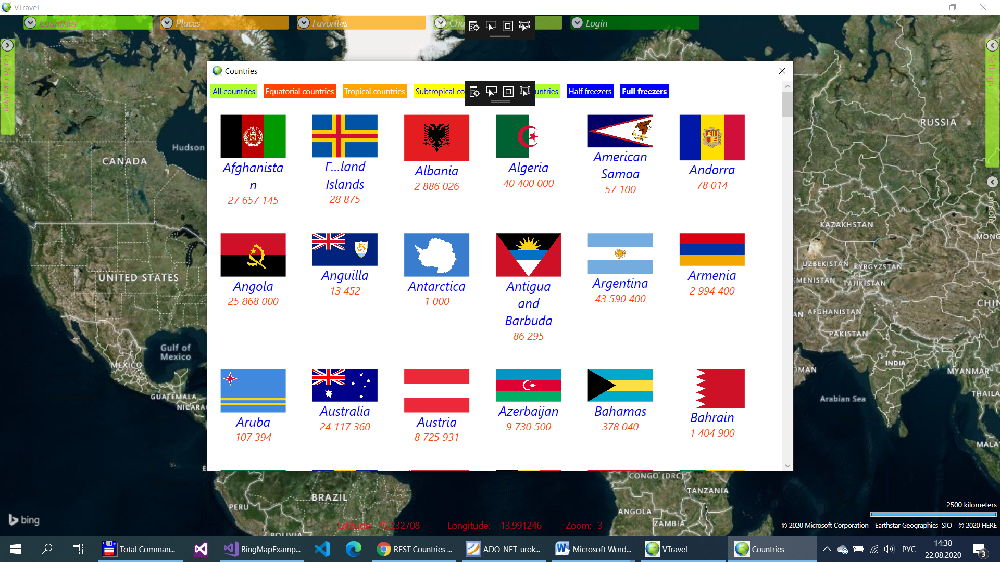 VTravel
Countries
Places
Favorites
Cha
Login
Go to Location
Settings
Console
Countries
All countries
Equatorial countries
Tropical countries
Subtropical co
untries
Half freezers
Full freezers
Afghanista
n
27 657 145
Г...land
Islands
28 875
Albania
2 886 026
Algeria
40 400 000
American
Samoa
57 100
Andorra
78 014
Angola
25 868 000
Anguilla
13 452
Antarctica
1 000
Antigua
and
Barbuda
86 295
Argentina
43 590 400
Armenia
2 994 400
Aruba
107 394
Australia
24 117 360
Austria
8 725 931
Azerbaijan
9 730 500
Bahamas
378 040
Bahrain
1 404 900
CANADA
Hudson
UNITED STATES
Gulf of
Mexico
MEXICO
GUATEMALA
NICARA
RUSSIA
KAZAKHSTAN
MONG
UZBEKISTAN
KYRGYZSTAN
KMENISTAN
TAJIKISTAN
CHIN
AN
AFGHANISTAN
PAKISTAN
INDIA
OMAN
MYANMAR
THAILA
Arabian Sea
MALA
E
CONGO (DRC)
TANZANIA
BRAZIL
PERU
ANGOLA
ZAMBIA
BOLIVIA
bing
Latitude: 40.232708
Longitude: -13.991246
Zoom: 3
2500 kilometers
© 2020 Microsoft Corporation
Earthstar Geographics SIO
© 2020 HERE
Total Comman...
BingMapExamp...
REST Countries ...
ADO_NET_urok...
Microsoft Word...
VTravel
Countries
РУС
14:38
22.08.2020
3